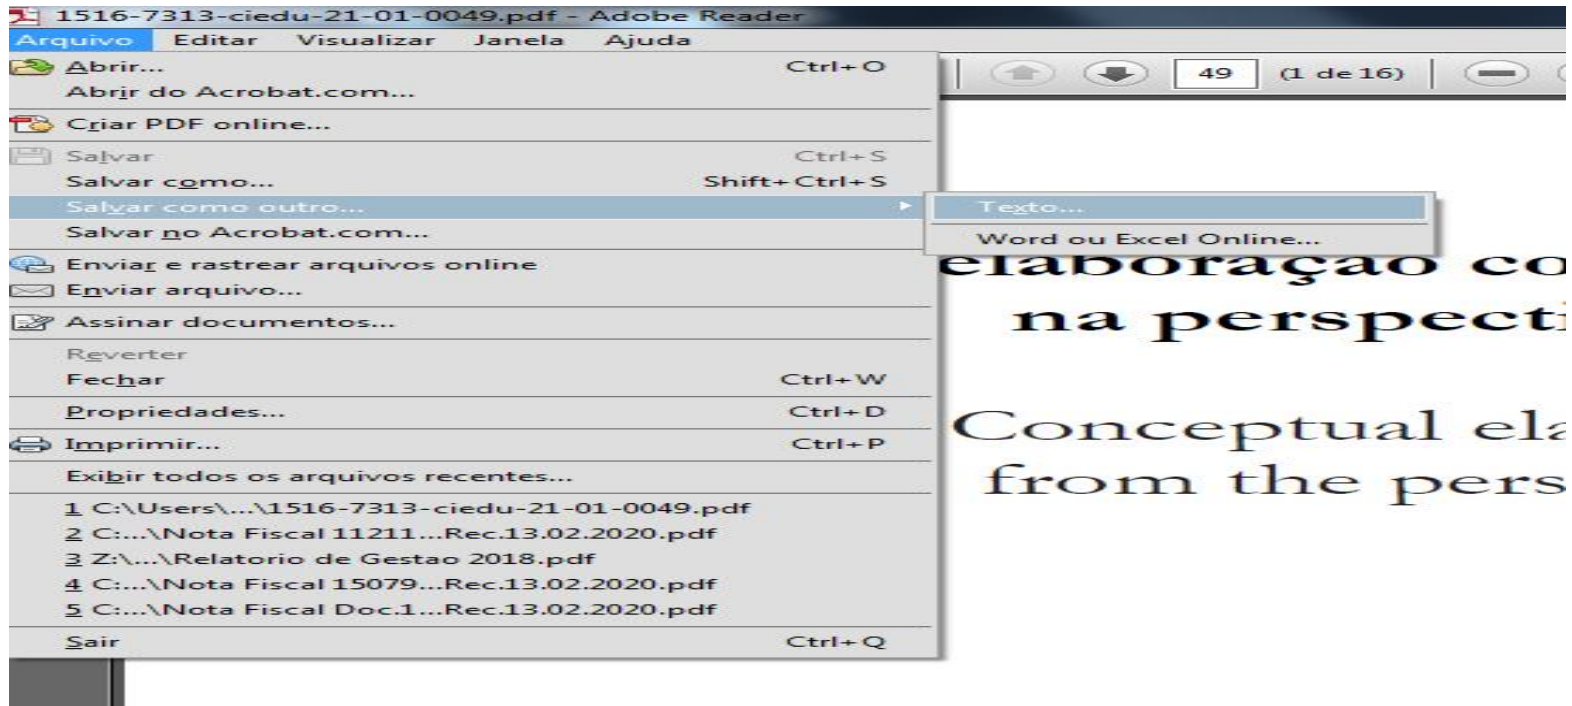 1516-7313-ciedu-21-01-0049.pdf - Adobe Reader
Arquivo Editar Visualizar Janela Ajuda
49 (1 de 16)
Abrir... Ctrl+O
Abrir do Acrobat.com...
Criar PDF online...
Salvar Ctrl+S
Salvar como... Shift+Ctrl+S
Salvar como outro...
Texto...
Salvar no Acrobat.com...
Word ou Excel Online...
Enviar e rastrear arquivos online
Enviar arquivo...
Assinar documentos...
Reverter
Fechar Ctrl+W
Propriedades... Ctrl+D
Imprimir... Ctrl+P
Exibir todos os arquivos recentes...
1 C:\Users\...\1516-7313-ciedu-21-01-0049.pdf
2 C:...\Nota Fiscal 11211...Rec.13.02.2020.pdf
3 Z:\...\Relatorio de Gestao 2018.pdf
4 C:...\Nota Fiscal 15079...Rec.13.02.2020.pdf
5 C:...\Nota Fiscal Doc.1...Rec.13.02.2020.pdf
Sair Ctrl+Q
elaboração co
na perspecti
Conceptual ela
from the pers